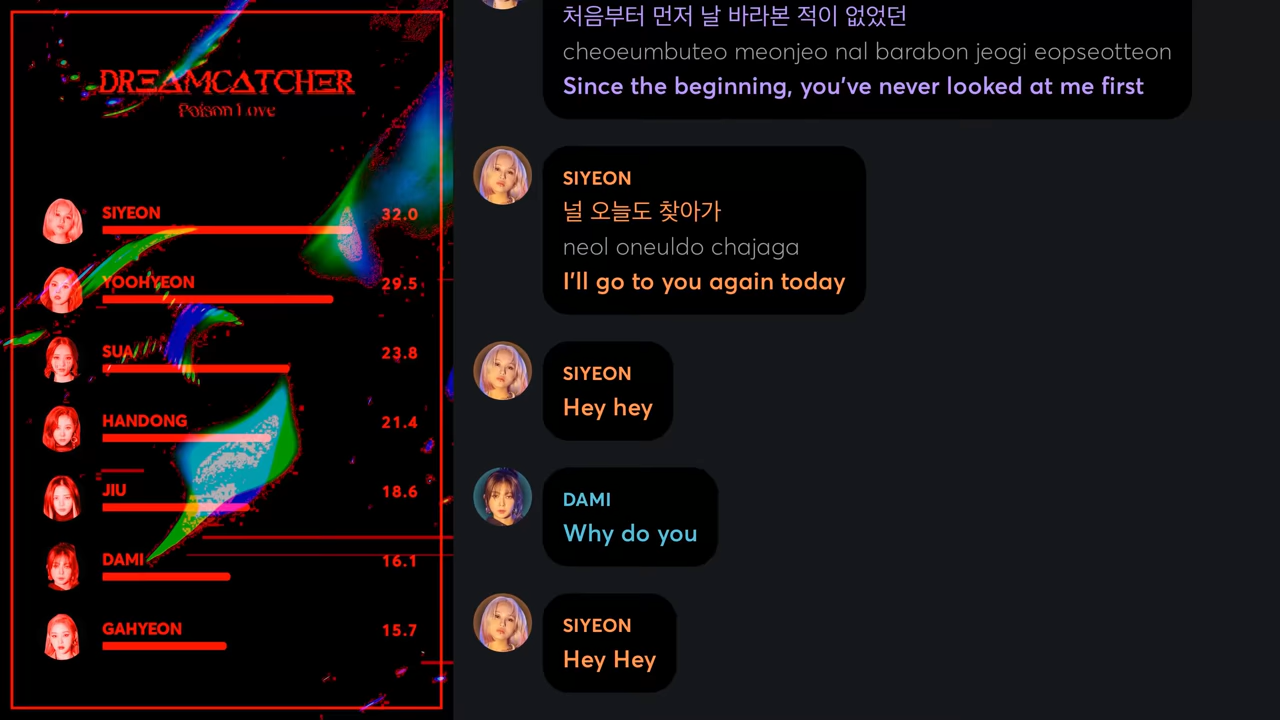 DREAMCATCHER
Poison Love
SIYEON
32.0
YOOHYEON
29.5
SUA
23.8
HANDONG
21.4
JIU
18.6
DAMI
16.1
GAHYEON
15.7
처음부터 먼저 날 바라본 적이 없었던
cheoeumbuteo meonjeo nal barabon jeogi eopseotteon
Since the beginning, you've never looked at me first
SIYEON
널 오늘도 찾아가
neol oneuldo chajaga
I'll go to you again today
SIYEON
Hey hey
DAMI
Why do you
SIYEON
Hey Hey